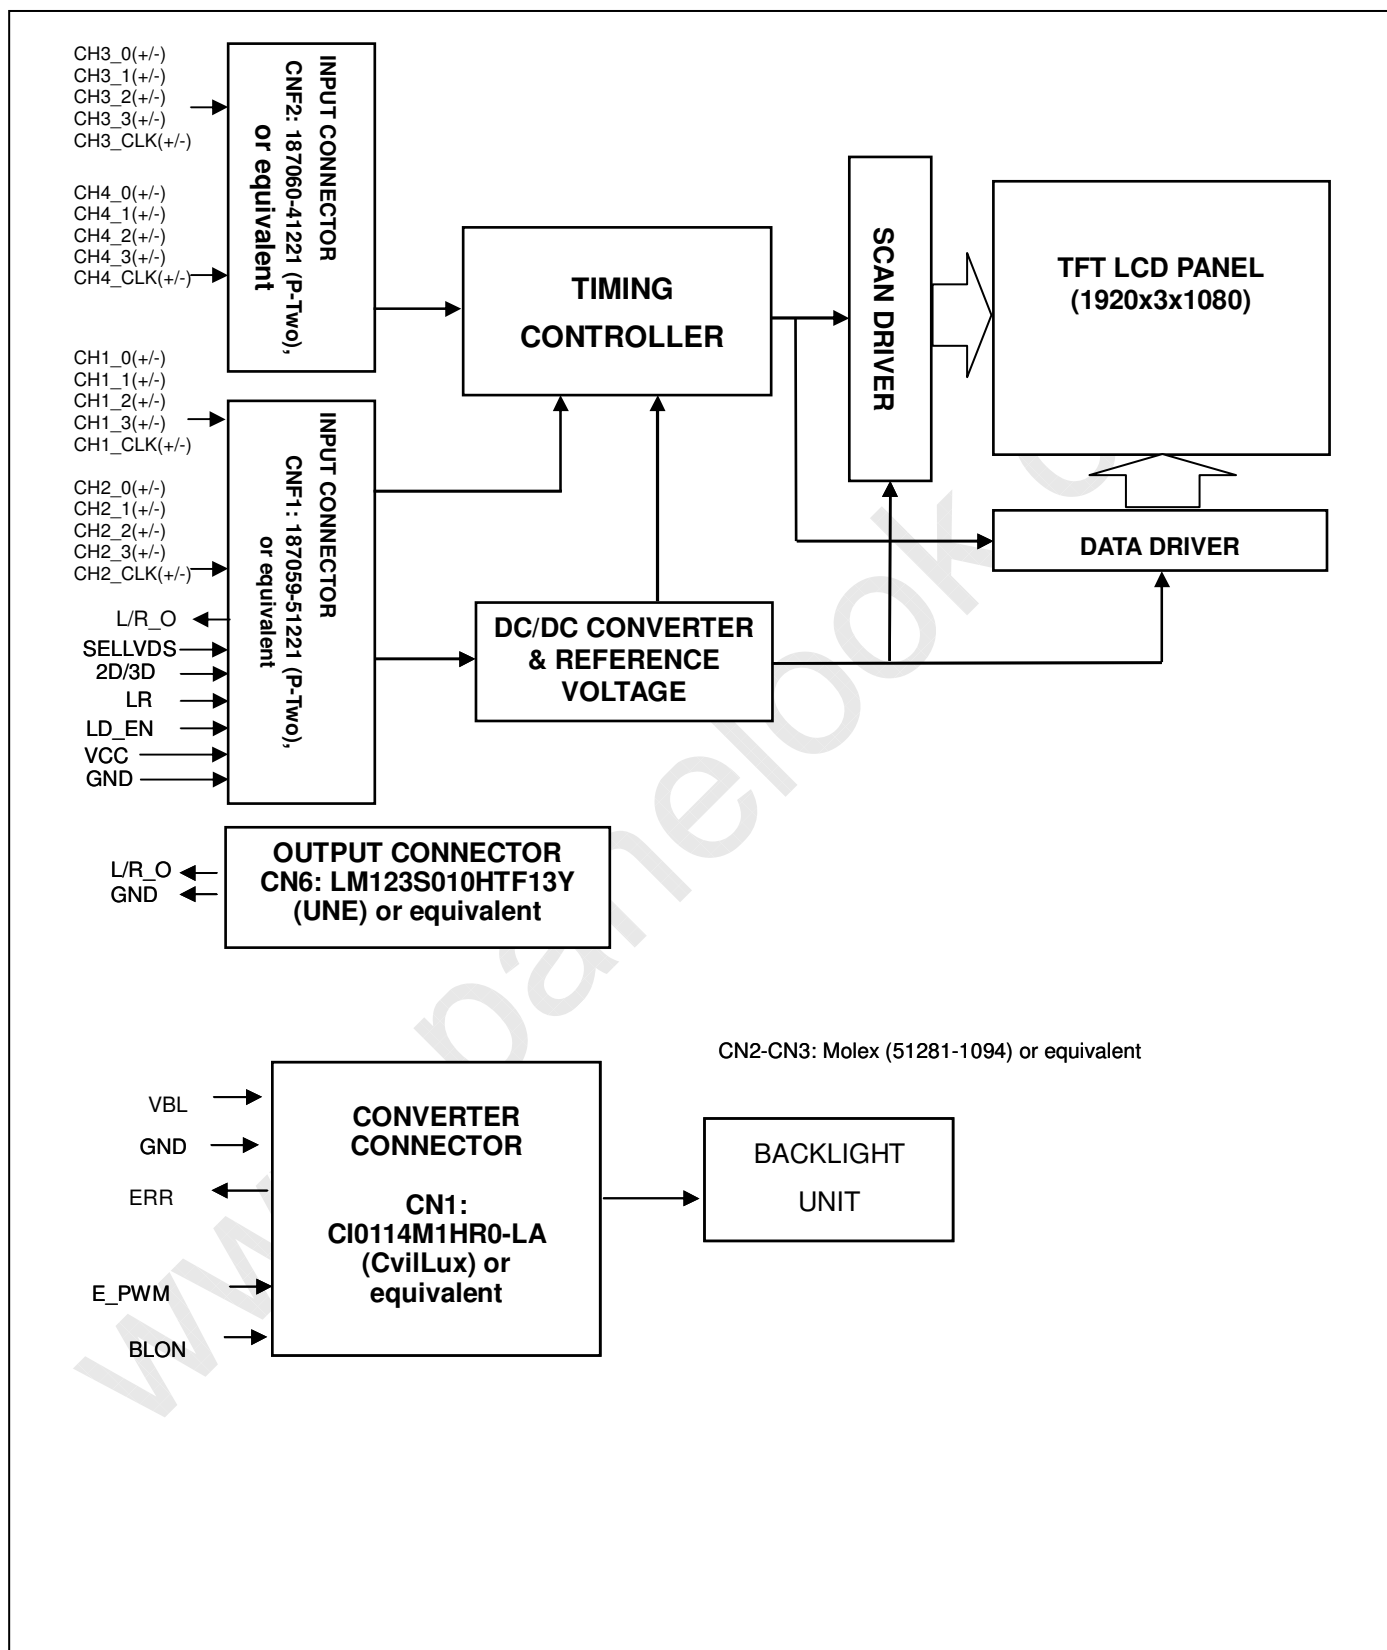 CH3_0(+/-)
CH3_1(+/-)
CH3_2(+/-)
CH3_3(+/-)
CH3_CLK(+/-)
CH4_0(+/-)
CH4_1(+/-)
CH4_2(+/-)
CH4_3(+/-)
CH4_CLK(+/-)
INPUT CONNECTOR
CNF2: 187060-41221 (P-Two),
or equivalent
CH1_0(+/-)
CH1_1(+/-)
CH1_2(+/-)
CH1_3(+/-)
CH1_CLK(+/-)
CH2_0(+/-)
CH2_1(+/-)
CH2_2(+/-)
CH2_3(+/-)
CH2_CLK(+/-)
L/R_O
SELLVDS
2D/3D
LR
LD_EN
VCC
GND
INPUT CONNECTOR
CNF1: 187059-51221 (P-Two),
or equivalent
TIMING
CONTROLLER
SCAN DRIVER
TFT LCD PANEL
(1920x3x1080)
DATA DRIVER
DC/DC CONVERTER
& REFERENCE
VOLTAGE
L/R_O
GND
OUTPUT CONNECTOR
CN6: LM123S010HTF13Y
(UNE) or equivalent
CN2-CN3: Molex (51281-1094) or equivalent
VBL
GND
ERR
E_PWM
BLON
CONVERTER
CONNECTOR
CN1:
CI0114M1HR0-LA
(CvilLux) or
equivalent
BACKLIGHT
UNIT